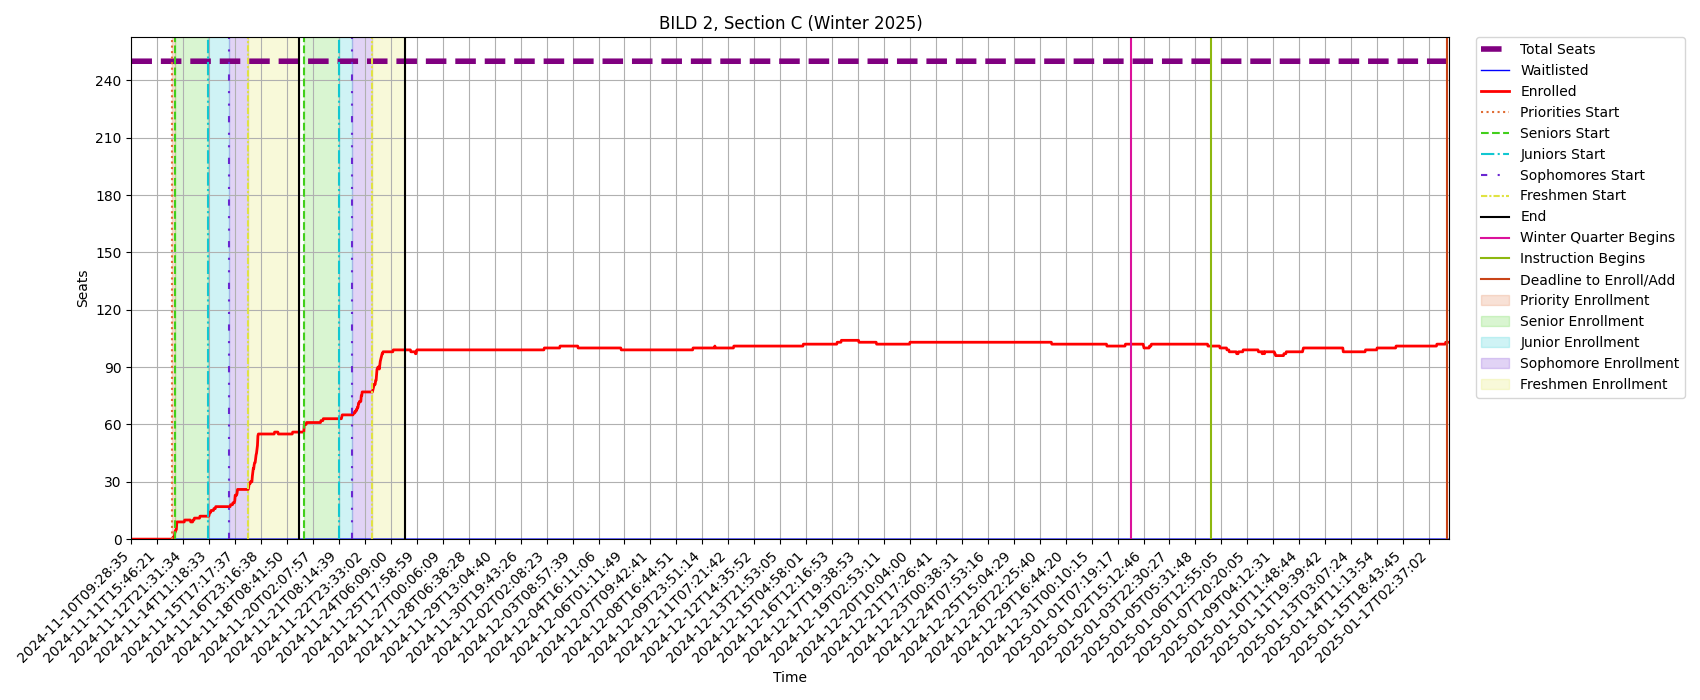 BILD 2, Section C (Winter 2025)
Seats
240
210
180
150
120
90
60
30
0
2024-11-10T09:28:35
2024-11-11T15:46:21
2024-11-12T21:31:34
2024-11-14T11:18:33
2024-11-15T17:17:37
2024-11-16T23:16:38
2024-11-18T08:41:50
2024-11-20T02:07:57
2024-11-21T08:14:39
2024-11-22T23:33:02
2024-11-24T06:09:00
2024-11-25T17:58:59
2024-11-27T00:06:09
2024-11-28T06:38:28
2024-11-29T13:04:40
2024-11-30T19:43:26
2024-12-02T02:08:23
2024-12-03T08:57:39
2024-12-04T16:11:06
2024-12-06T01:11:49
2024-12-07T09:42:41
2024-12-08T16:44:51
2024-12-09T23:51:14
2024-12-11T07:21:42
2024-12-12T14:35:52
2024-12-13T21:53:05
2024-12-15T04:58:01
2024-12-16T12:16:53
2024-12-17T19:38:53
2024-12-19T02:53:11
2024-12-20T10:04:00
2024-12-21T17:26:41
2024-12-23T00:38:31
2024-12-24T07:53:16
2024-12-25T15:04:29
2024-12-26T22:25:40
2024-12-29T16:44:20
2024-12-31T00:10:15
2025-01-01T07:19:17
2025-01-02T15:12:46
2025-01-03T22:30:27
2025-01-05T05:31:48
2025-01-06T12:55:05
2025-01-07T20:20:05
2025-01-09T04:12:31
2025-01-10T11:48:44
2025-01-11T19:39:42
2025-01-13T03:07:24
2025-01-14T11:13:54
2025-01-15T18:43:45
2025-01-17T02:37:02
Time
Total Seats
Waitlisted
Enrolled
Priorities Start
Seniors Start
Juniors Start
Sophomores Start
Freshmen Start
End
Winter Quarter Begins
Instruction Begins
Deadline to Enroll/Add
Priority Enrollment
Senior Enrollment
Junior Enrollment
Sophomore Enrollment
Freshmen Enrollment